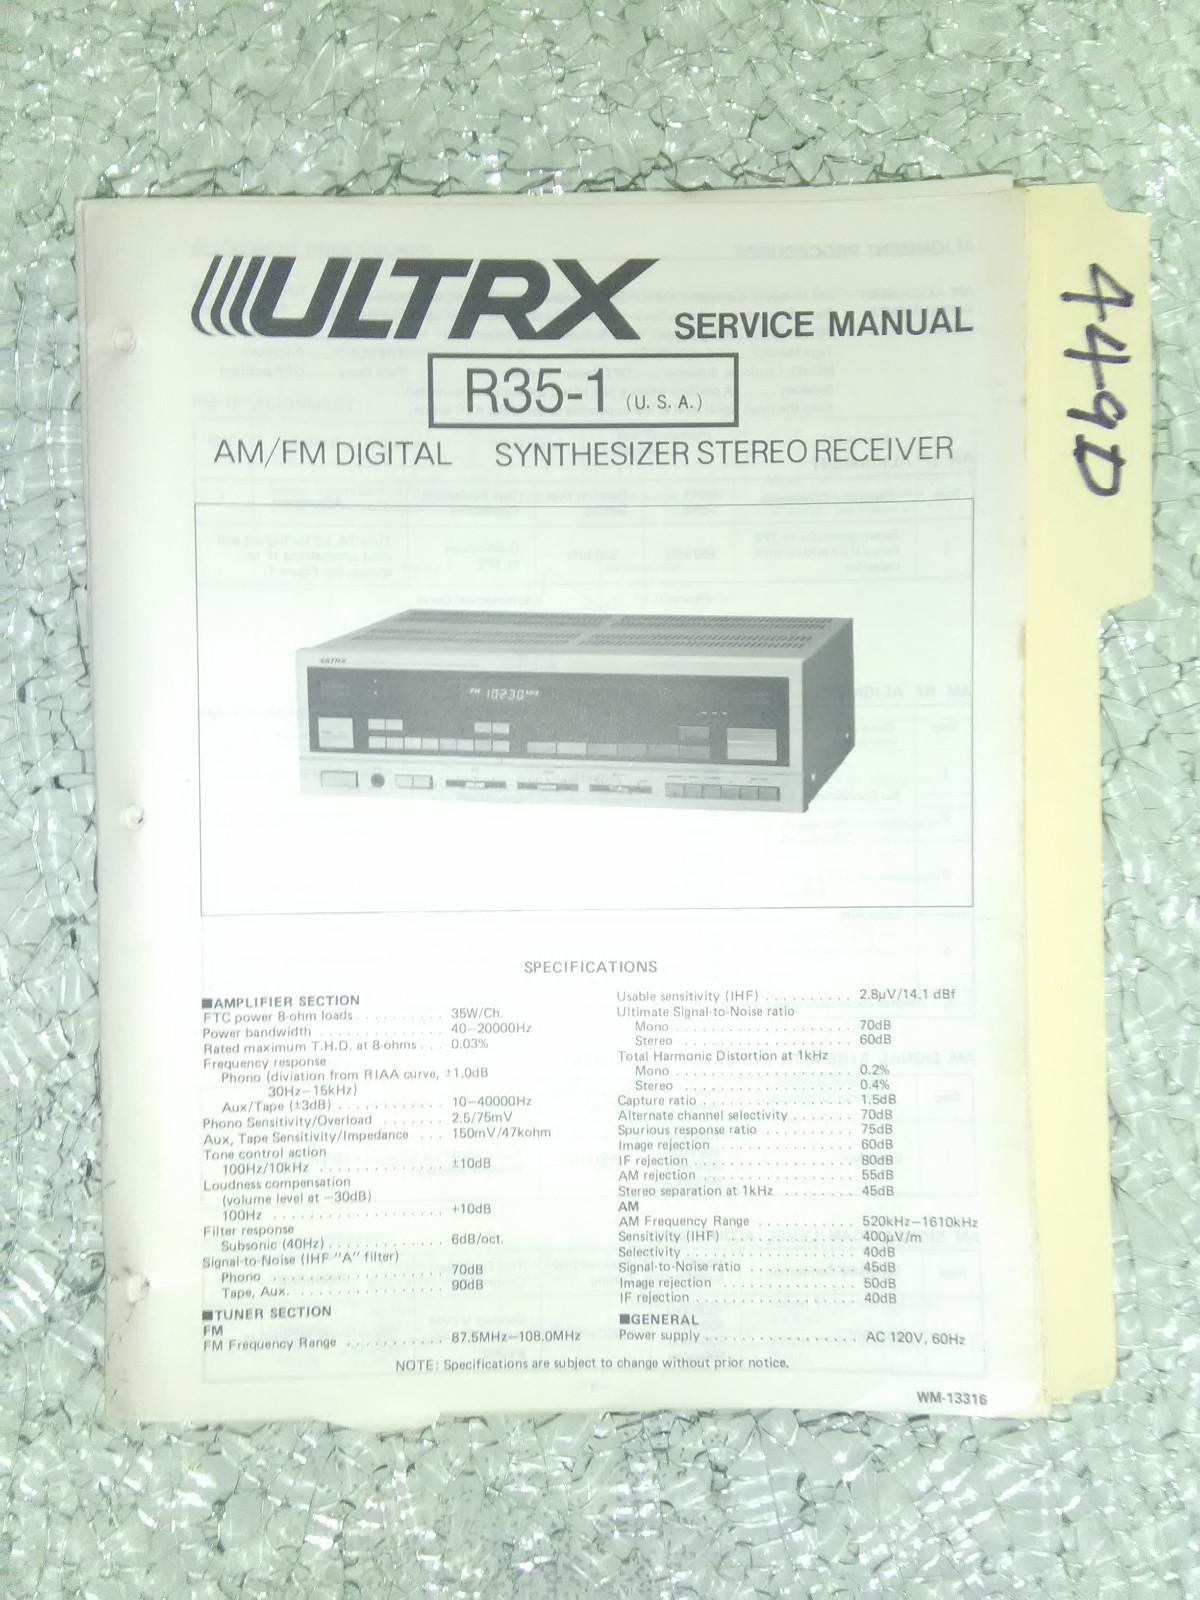 ULTRX SERVICE MANUAL
R35-1 (U.S.A.)
AM/FM DIGITAL SYNTHESIZER STEREO RECEIVER
449D
ULTRX
FM 10230 MHz
SPECIFICATIONS
■AMPLIFIER SECTION
FTC power 8-ohm loads . . . . . . . . . . 35W/Ch.
Power bandwidth . . . . . . . . . . . . . . . 40–20000Hz
Rated maximum T.H.D. at 8-ohms . . . 0.03%
Frequency response
Phono (diviation from RIAA curve, ±1.0dB
30Hz–15kHz)
Aux/Tape (±3dB) . . . . . . . . . . . . 10–40000Hz
Phono Sensitivity/Overload . . . . . . . . 2.5/75mV
Aux, Tape Sensitivity/Impedance . . . 150mV/47kohm
Tone control action
100Hz/10kHz . . . . . . . . . . . . . . ±10dB
Loudness compensation
(volume level at –30dB)
100Hz . . . . . . . . . . . . . . . . . . +10dB
Filter response
Subsonic (40Hz) . . . . . . . . . . . . . 6dB/oct.
Signal-to-Noise (IHF "A" filter)
Phono . . . . . . . . . . . . . . . . . . 70dB
Tape, Aux. . . . . . . . . . . . . . . . . 90dB
■TUNER SECTION
FM
FM Frequency Range . . . . . . . . . . . 87.5MHz–108.0MHz
Usable sensitivity (IHF) . . . . . . . . . . 2.8μV/14.1 dBf
Ultimate Signal-to-Noise ratio
Mono . . . . . . . . . . . . . . . . . . . . 70dB
Stereo . . . . . . . . . . . . . . . . . . . 60dB
Total Harmonic Distortion at 1kHz
Mono . . . . . . . . . . . . . . . . . . . . 0.2%
Stereo . . . . . . . . . . . . . . . . . . . 0.4%
Capture ratio . . . . . . . . . . . . . . . . . 1.5dB
Alternate channel selectivity . . . . . . . 70dB
Spurious response ratio . . . . . . . . . . 75dB
Image rejection . . . . . . . . . . . . . . . . 60dB
IF rejection . . . . . . . . . . . . . . . . . . 80dB
AM rejection . . . . . . . . . . . . . . . . . 55dB
Stereo separation at 1kHz . . . . . . . . 45dB
AM
AM Frequency Range . . . . . . . . . . . 520kHz–1610kHz
Sensitivity (IHF) . . . . . . . . . . . . . . . 400μV/m
Selectivity . . . . . . . . . . . . . . . . . . . 40dB
Signal-to-Noise ratio . . . . . . . . . . . . 45dB
Image rejection . . . . . . . . . . . . . . . 50dB
IF rejection . . . . . . . . . . . . . . . . . . 40dB
■GENERAL
Power supply . . . . . . . . . . . . . . . . . AC 120V, 60Hz
NOTE: Specifications are subject to change without prior notice.
WM-13316